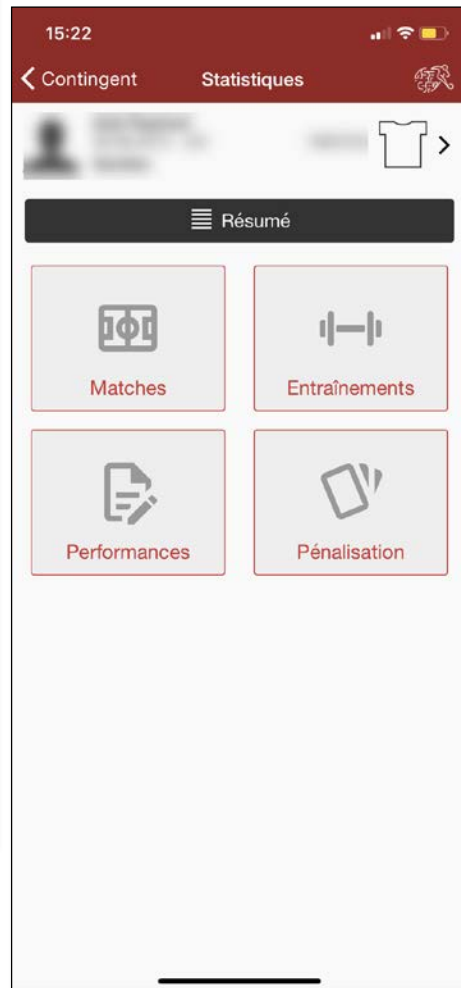 15:22
Contingent Statistiques
Résumé
Matches Entraînements
Performances Pénalisation